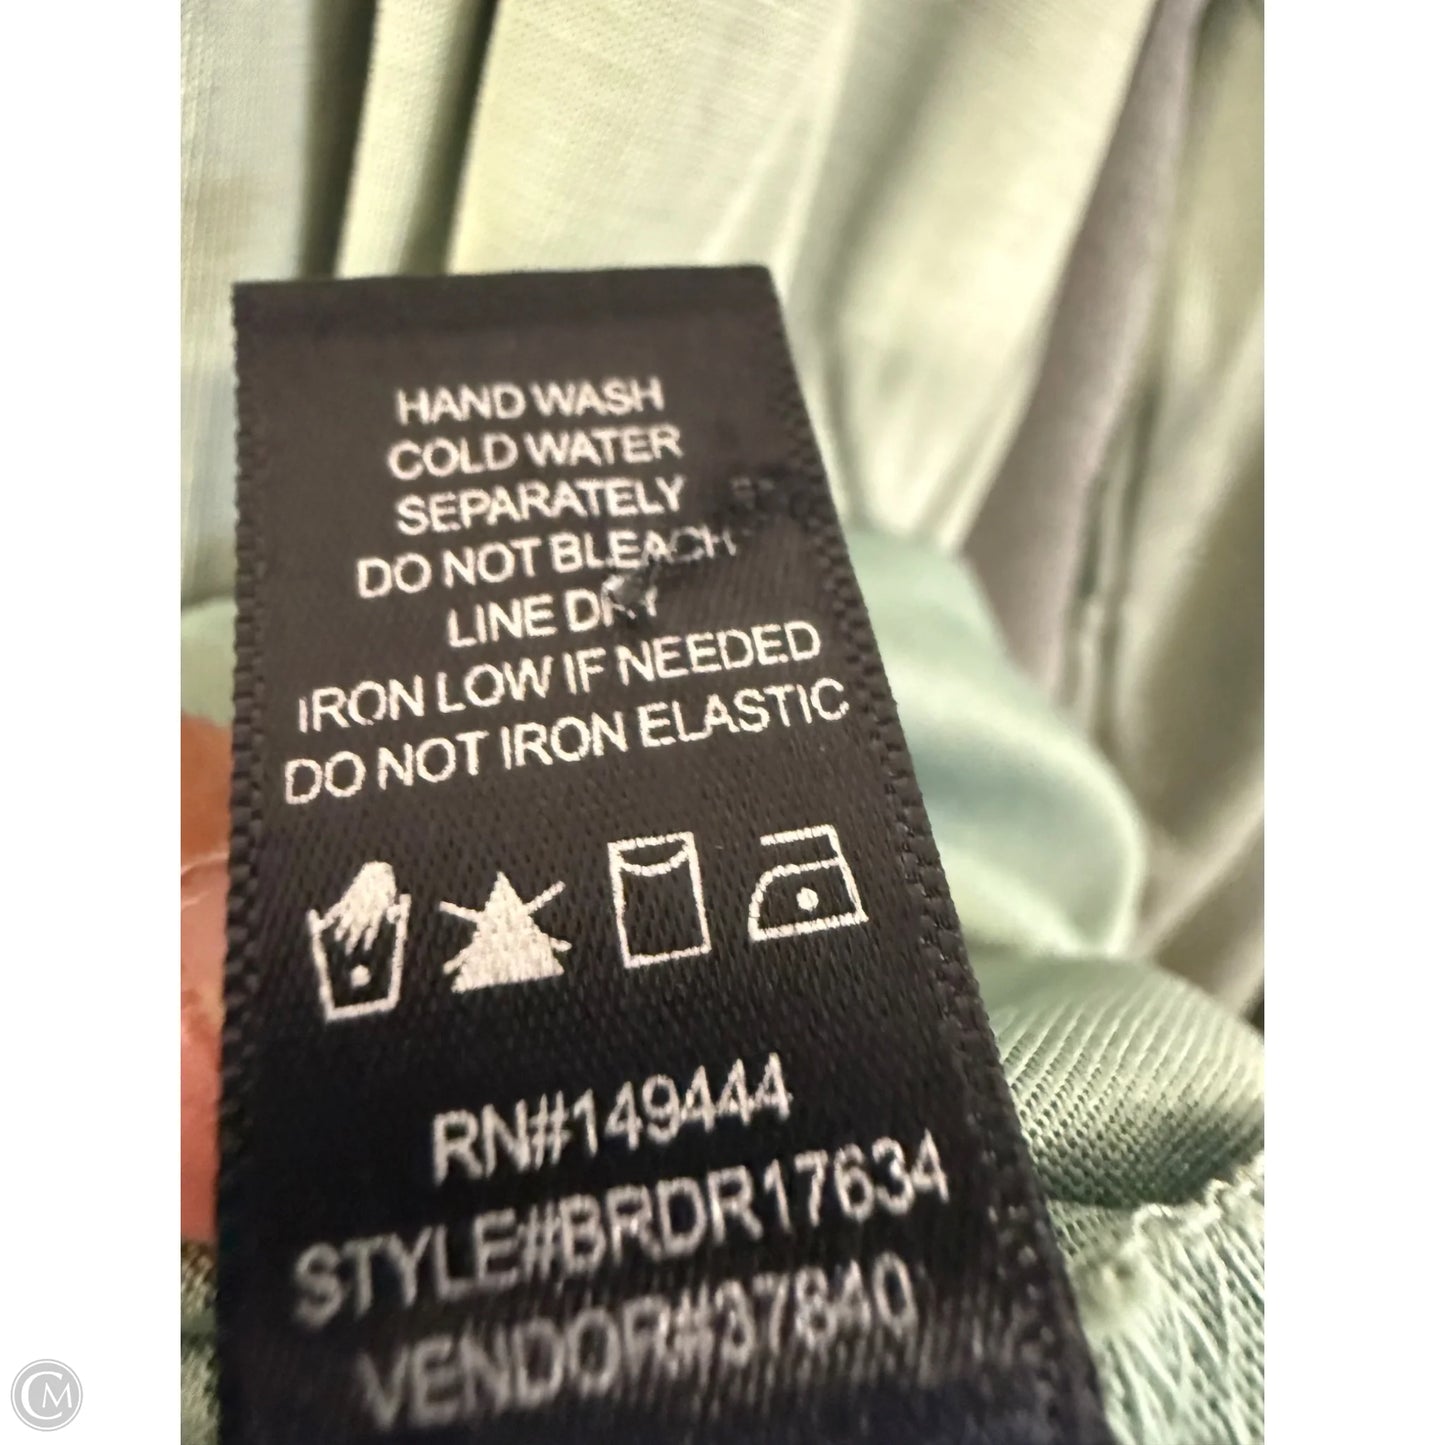 HAND WASH
COLD WATER
SEPARATELY
DO NOT BLEACH
LINE DRY
IRON LOW IF NEEDED
DO NOT IRON ELASTIC
RN#149444
STYLE#BRDR17634
VENDOR#37840
CM